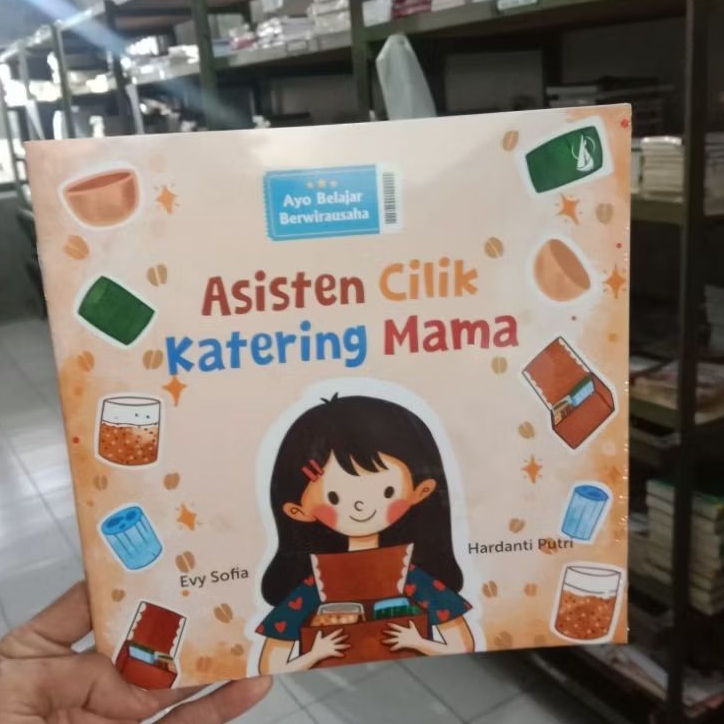 Ayo Belajar
Berwirausaha
Asisten Cilik
Katering Mama
Evy Sofia
Hardanti Putri